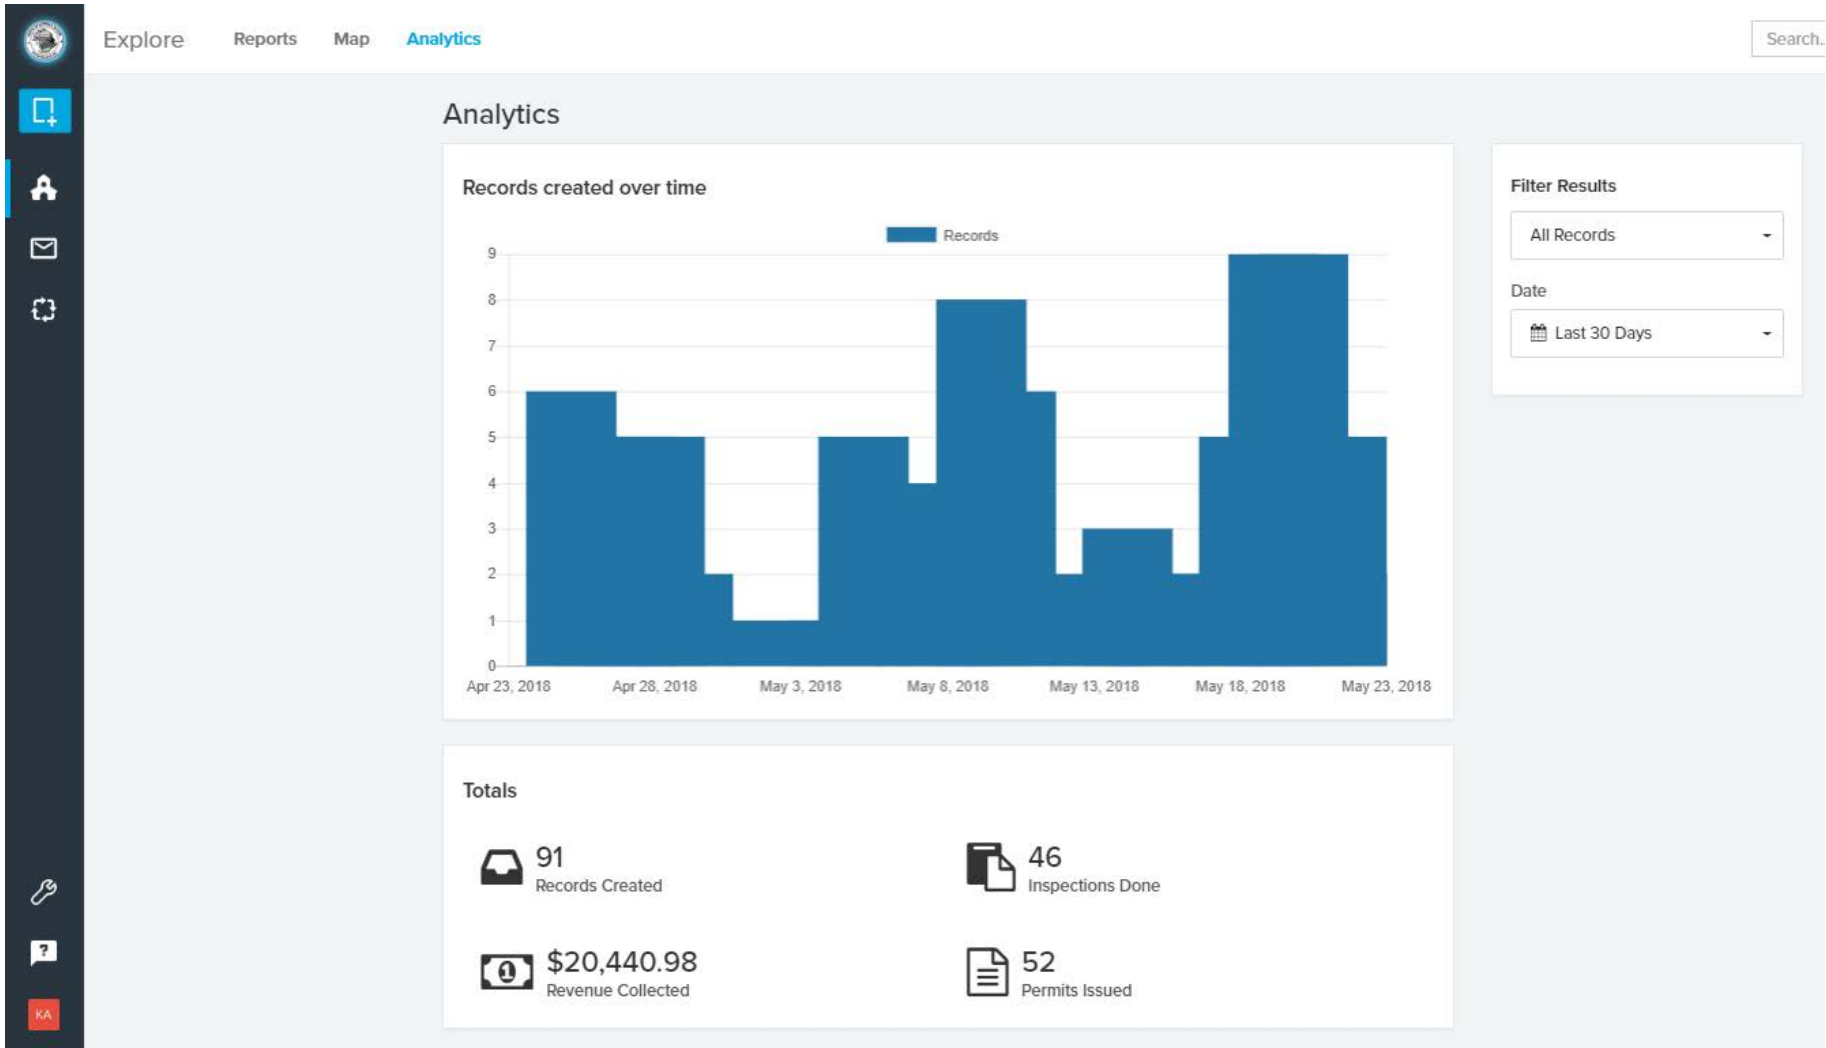 Explore Reports Map Analytics Search..
Analytics
Records created over time
Records
9
8
7
6
5
4
3
2
1
0
Apr 23, 2018 Apr 28, 2018 May 3, 2018 May 8, 2018 May 13, 2018 May 18, 2018 May 23, 2018
Filter Results
All Records
Date
Last 30 Days
Totals
91
Records Created
46
Inspections Done
$20,440.98
Revenue Collected
52
Permits Issued
KA